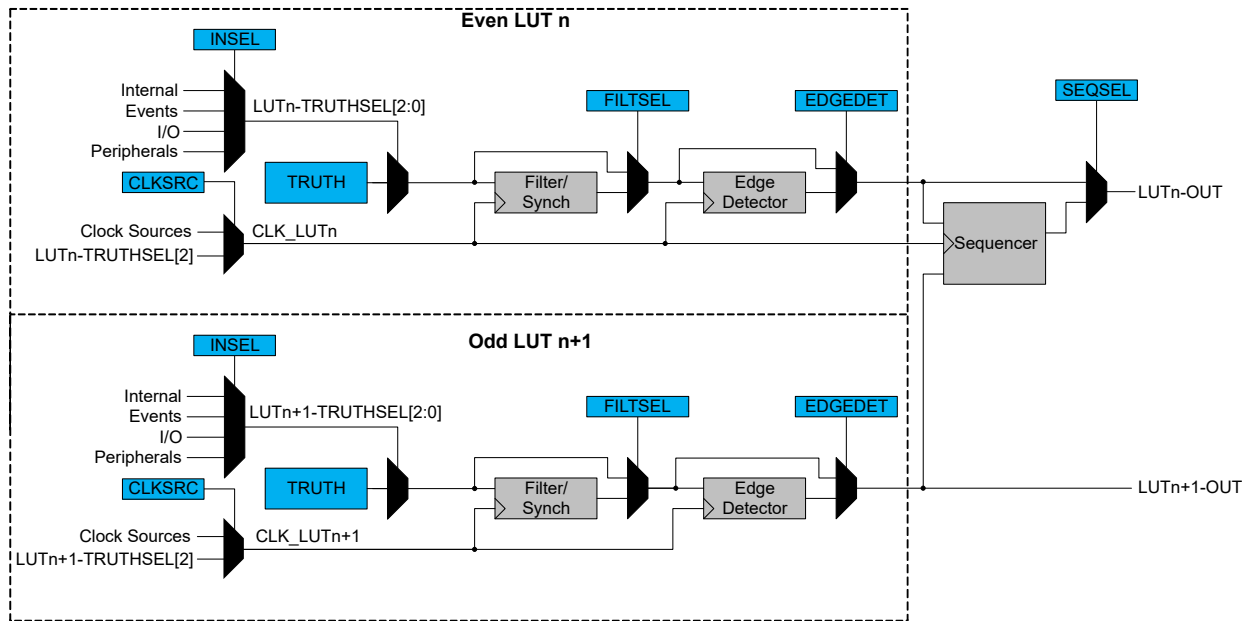 Even LUT n
INSEL
Internal
Events
I/O
Peripherals
LUTn-TRUTHSEL[2:0]
FILTSEL
EDGEDET
SEQSEL
CLKSRC
TRUTH
Filter/
Synch
Edge
Detector
LUTn-OUT
Clock Sources
LUTn-TRUTHSEL[2]
CLK_LUTn
Sequencer
Odd LUT n+1
INSEL
Internal
Events
I/O
Peripherals
LUTn+1-TRUTHSEL[2:0]
FILTSEL
EDGEDET
CLKSRC
TRUTH
Filter/
Synch
Edge
Detector
LUTn+1-OUT
Clock Sources
LUTn+1-TRUTHSEL[2]
CLK_LUTn+1